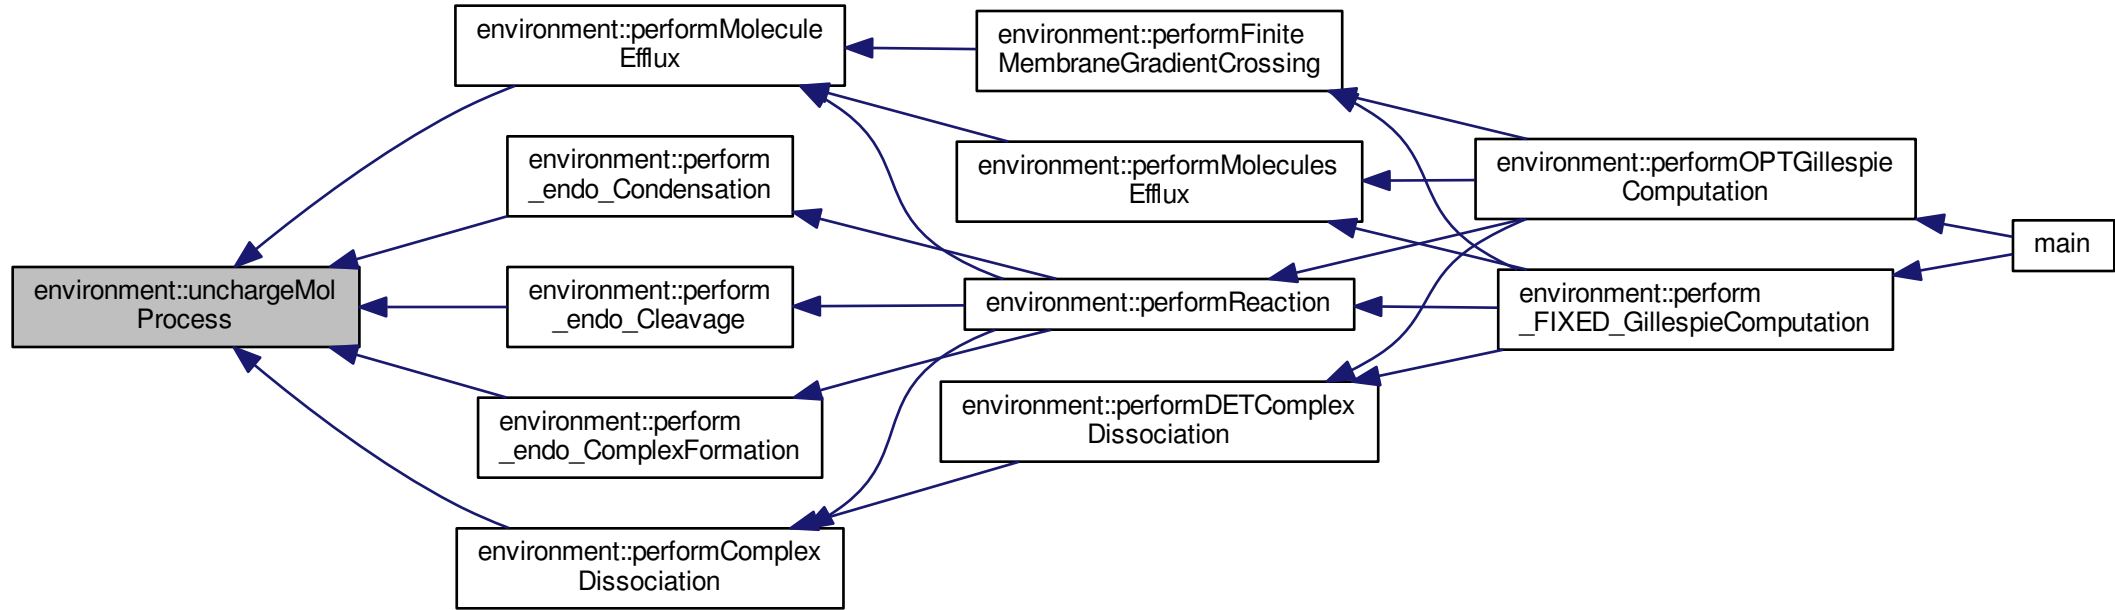 environment::unchargeMol
Process
environment::performMolecule
Efflux
environment::perform
_endo_Condensation
environment::perform
_endo_Cleavage
environment::perform
_endo_ComplexFormation
environment::performComplex
Dissociation
environment::performFinite
MembraneGradientCrossing
environment::performMolecules
Efflux
environment::performReaction
environment::performDETComplex
Dissociation
environment::performOPTGillespie
Computation
environment::perform
_FIXED_GillespieComputation
main